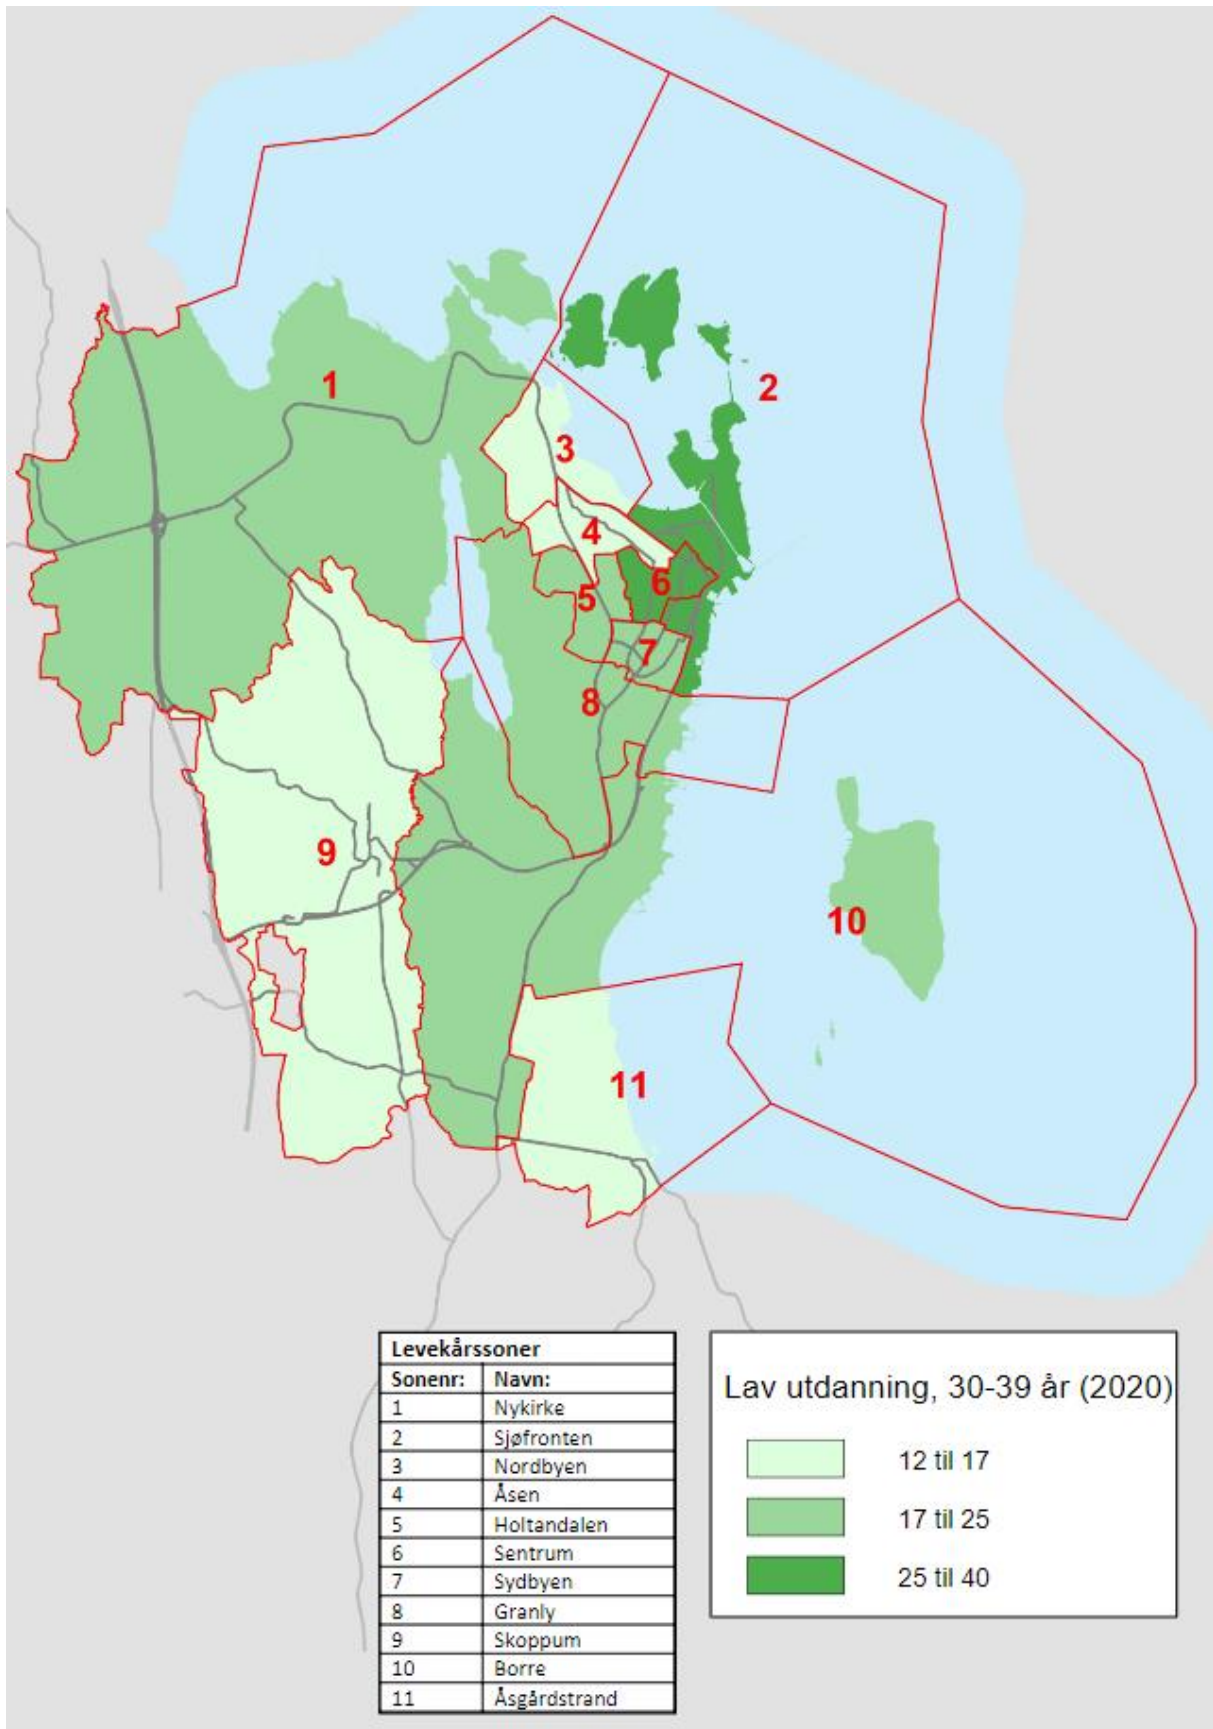 1
2
3
4
5
6
7
8
9
10
11
Levekårssoner
Sonenr: Navn:
1 Nykirke
2 Sjøfronten
3 Nordbyen
4 Åsen
5 Holtandalen
6 Sentrum
7 Sydbyen
8 Granly
9 Skoppum
10 Borre
11 Åsgårdstrand
Lav utdanning, 30-39 år (2020)
12 til 17
17 til 25
25 til 40